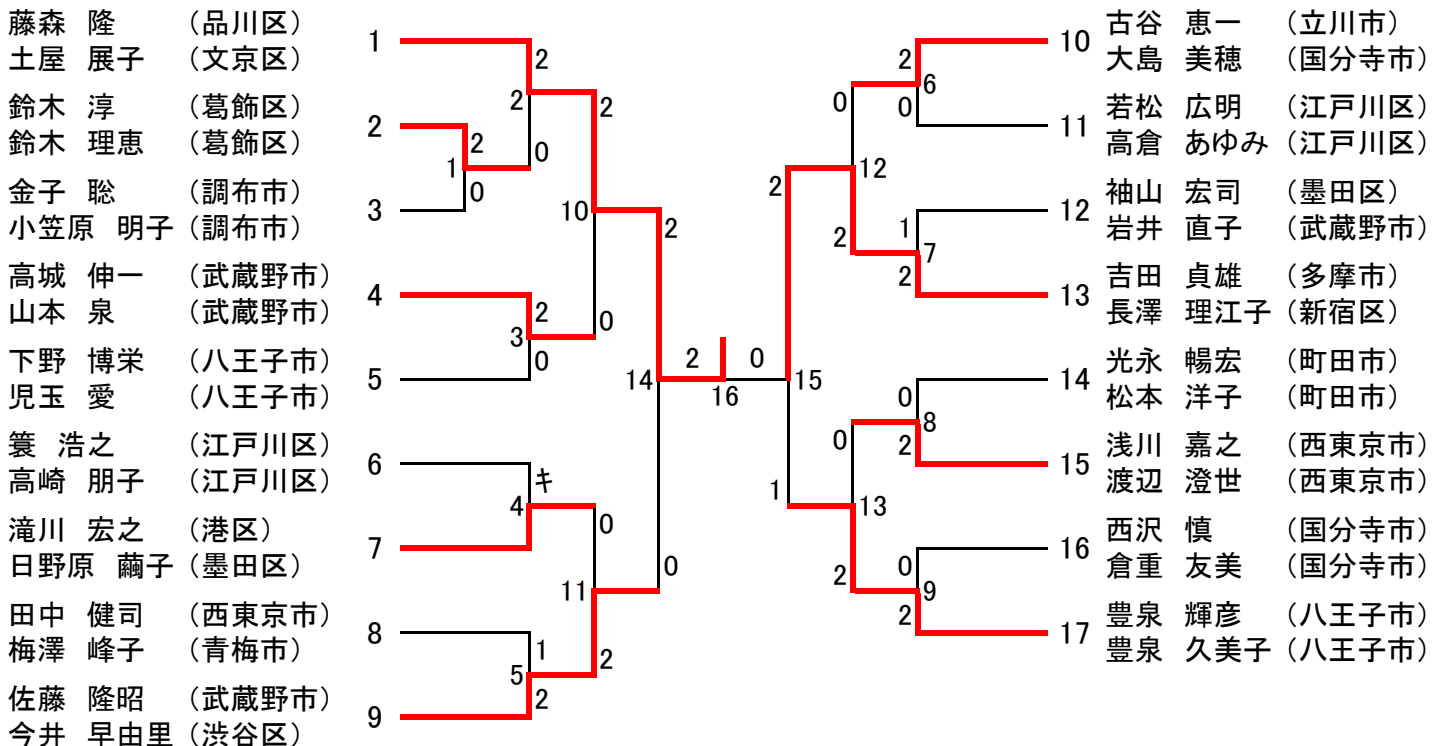 藤森 隆 （品川区）
土屋 展子 （文京区）
1
鈴木 淳 （葛飾区）
鈴木 理恵 （葛飾区）
2
金子 聡 （調布市）
小笠原 明子 （調布市）
3
高城 伸一 （武蔵野市）
山本 泉 （武蔵野市）
4
下野 博栄 （八王子市）
児玉 愛 （八王子市）
5
簑 浩之 （江戸川区）
高崎 朋子 （江戸川区）
6
滝川 宏之 （港区）
日野原 繭子 （墨田区）
7
田中 健司 （西東京市）
梅澤 峰子 （青梅市）
8
佐藤 隆昭 （武蔵野市）
今井 早由里 （渋谷区）
9
2
2
0
2
1
0
2
10
2
3
0
0
キ
4
0
11
1
5
2
2
2
14
0
2
16
0
15
2
1
0
12
2
0
13
2
2
6
0
1
7
2
0
8
2
0
9
2
10
古谷 恵一 （立川市）
大島 美穂 （国分寺市）
11
若松 広明 （江戸川区）
高倉 あゆみ （江戸川区）
12
袖山 宏司 （墨田区）
岩井 直子 （武蔵野市）
13
吉田 貞雄 （多摩市）
長澤 理江子 （新宿区）
14
光永 暢宏 （町田市）
松本 洋子 （町田市）
15
浅川 嘉之 （西東京市）
渡辺 澄世 （西東京市）
16
西沢 慎 （国分寺市）
倉重 友美 （国分寺市）
17
豊泉 輝彦 （八王子市）
豊泉 久美子 （八王子市）